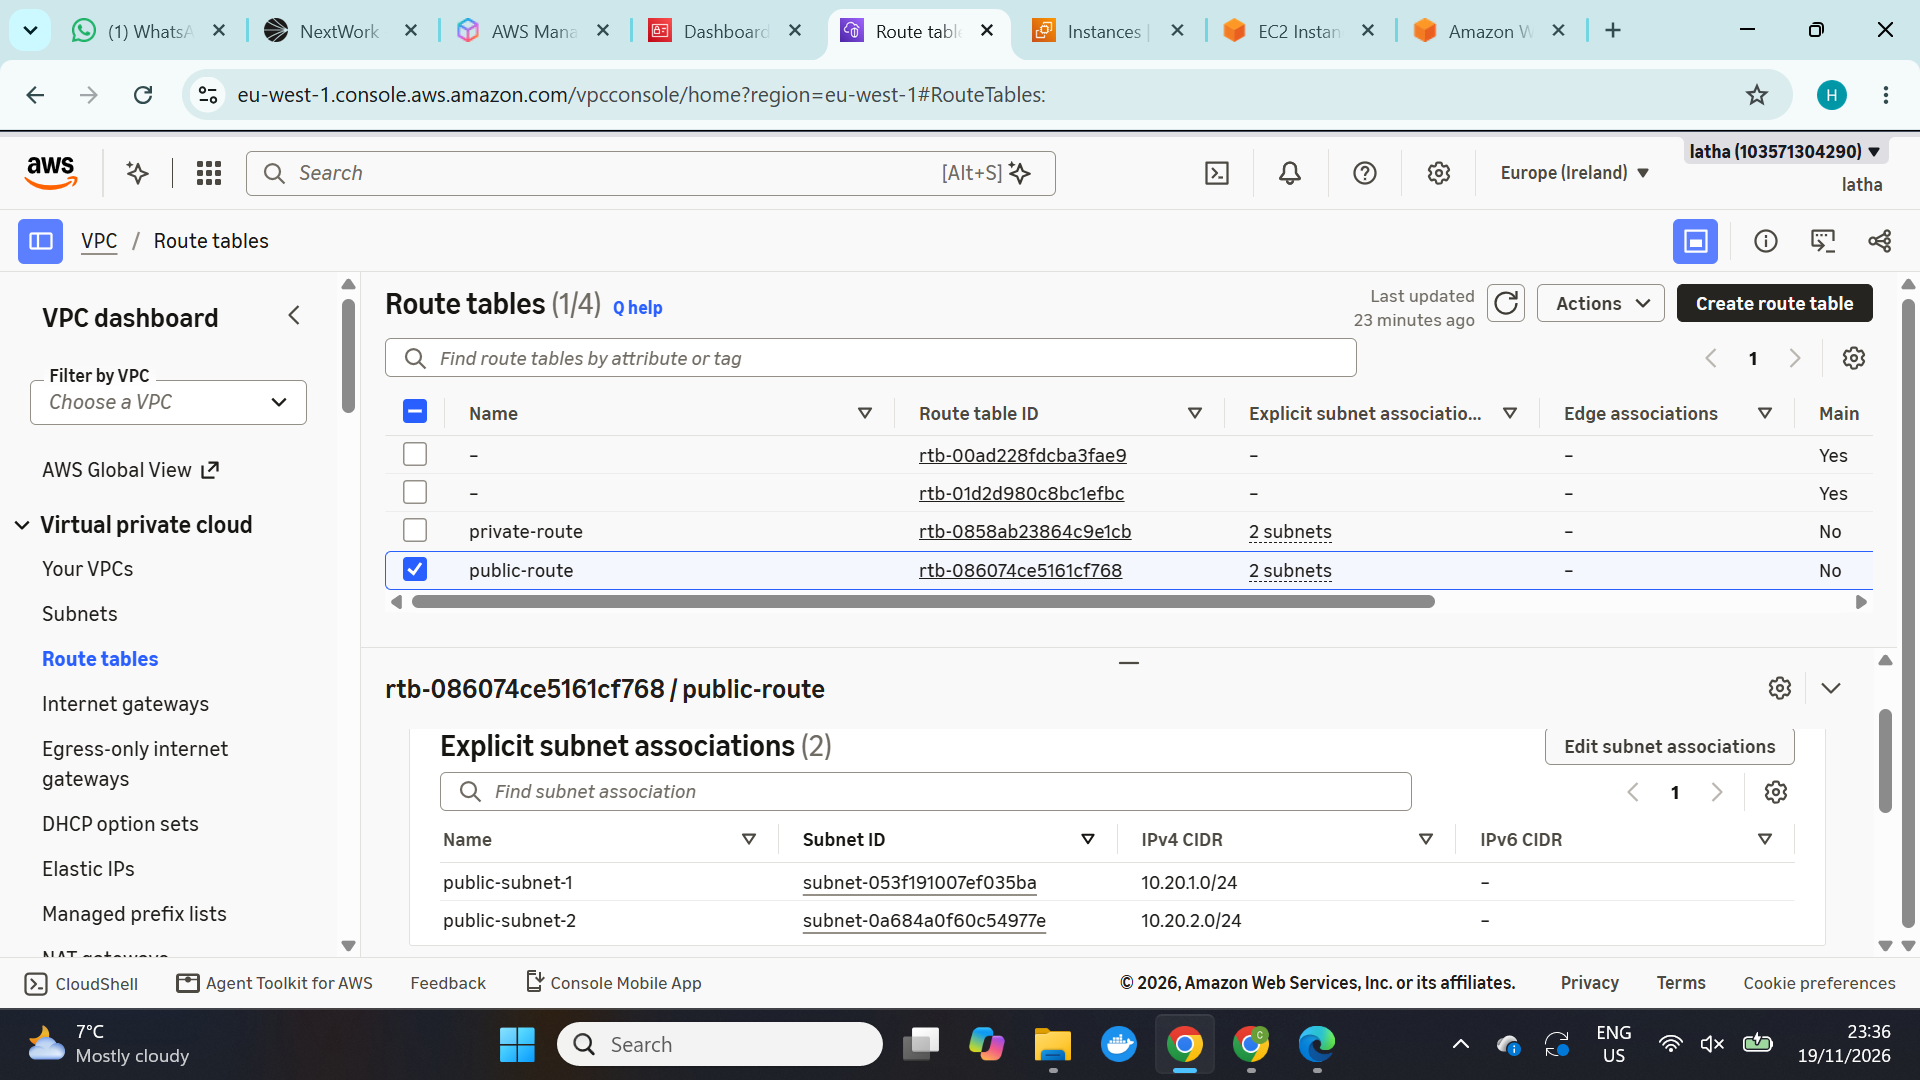 (1) WhatsA
NextWork
AWS Mana
Dashboard
Route table
Instances |
EC2 Instan
Amazon W
eu-west-1.console.aws.amazon.com/vpcconsole/home?region=eu-west-1#RouteTables:
H
aws
Search
[Alt+S]
Europe (Ireland)
latha (103571304290)
latha
VPC / Route tables
VPC dashboard
Filter by VPC
Choose a VPC
AWS Global View
Virtual private cloud
Your VPCs
Subnets
Route tables
Internet gateways
Egress-only internet
gateways
DHCP option sets
Elastic IPs
Managed prefix lists
NAT gateways
Route tables (1/4) Q help
Last updated
23 minutes ago
Actions
Create route table
Find route tables by attribute or tag
1
Name Route table ID Explicit subnet associatio... Edge associations Main
– rtb-00ad228fdcba3fae9 – – Yes
– rtb-01d2d980c8bc1efbc – – Yes
private-route rtb-0858ab23864c9e1cb 2 subnets – No
public-route rtb-086074ce5161cf768 2 subnets – No
rtb-086074ce5161cf768 / public-route
Explicit subnet associations (2)
Edit subnet associations
Find subnet association
1
Name Subnet ID IPv4 CIDR IPv6 CIDR
public-subnet-1 subnet-053f191007ef035ba 10.20.1.0/24 –
public-subnet-2 subnet-0a684a0f60c54977e 10.20.2.0/24 –
CloudShell
Agent Toolkit for AWS
Feedback
Console Mobile App
© 2026, Amazon Web Services, Inc. or its affiliates.
Privacy
Terms
Cookie preferences
7°C
Mostly cloudy
Search
C
ENG
US
23:36
19/11/2026